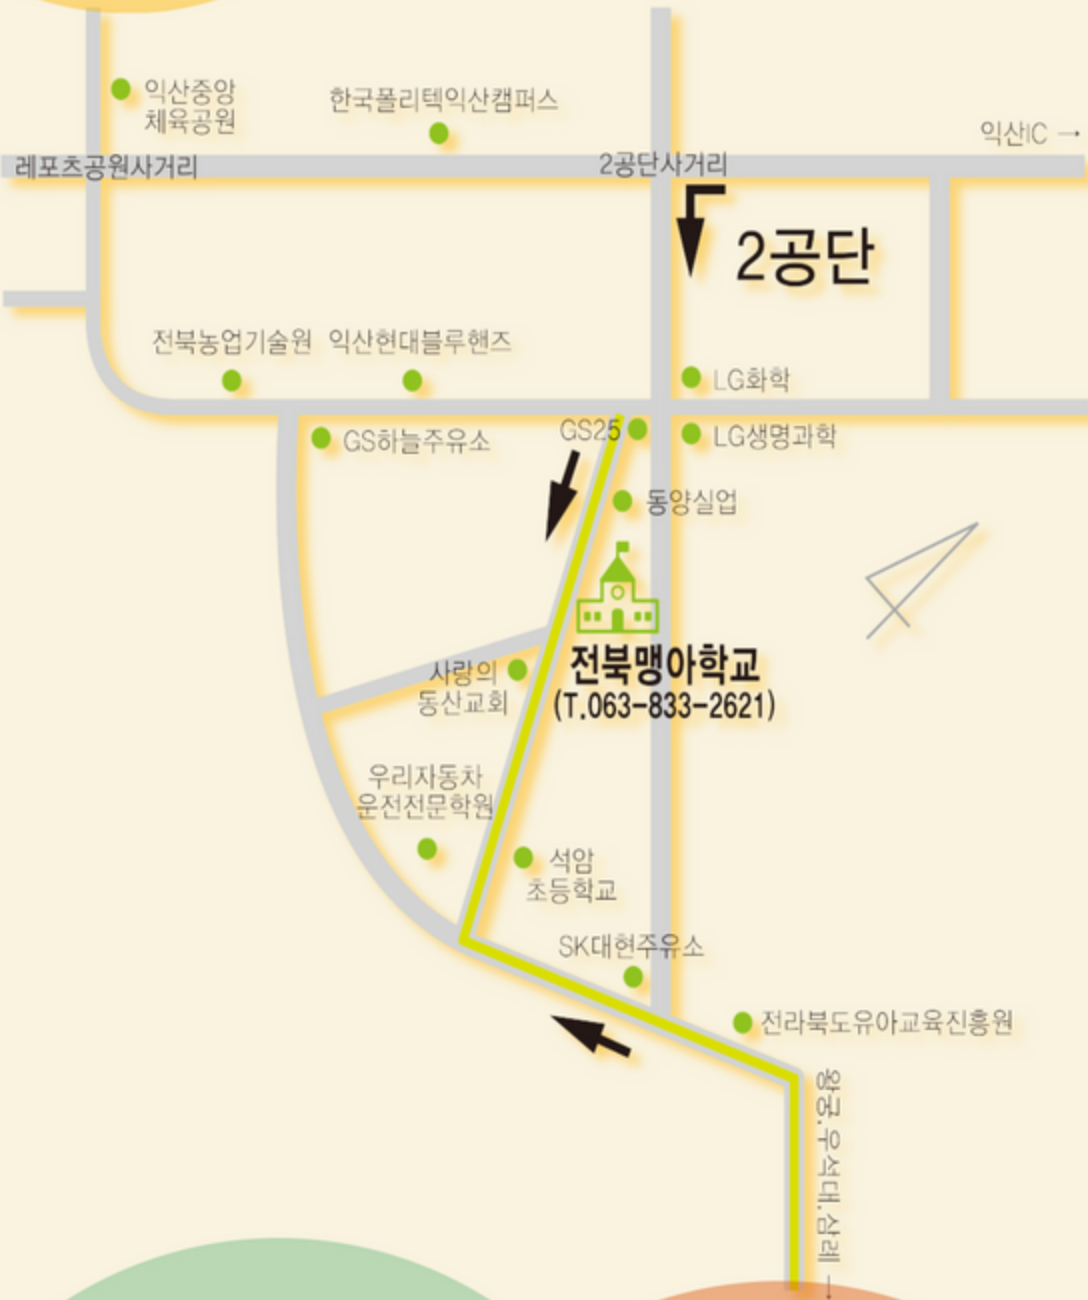 익산중앙
체육공원
한국폴리텍익산캠퍼스
익산IC →
레포츠공원사거리
2공단사거리
2공단
전북농업기술원
익산현대블루핸즈
LG화학
GS하늘주유소
GS25
LG생명과학
동양실업
전북맹아학교
(T.063-833-2621)
사랑의
동산교회
우리자동차
운전전문학원
석암
초등학교
SK대현주유소
전라북도유아교육진흥원
왕궁.우석대.삼례 →